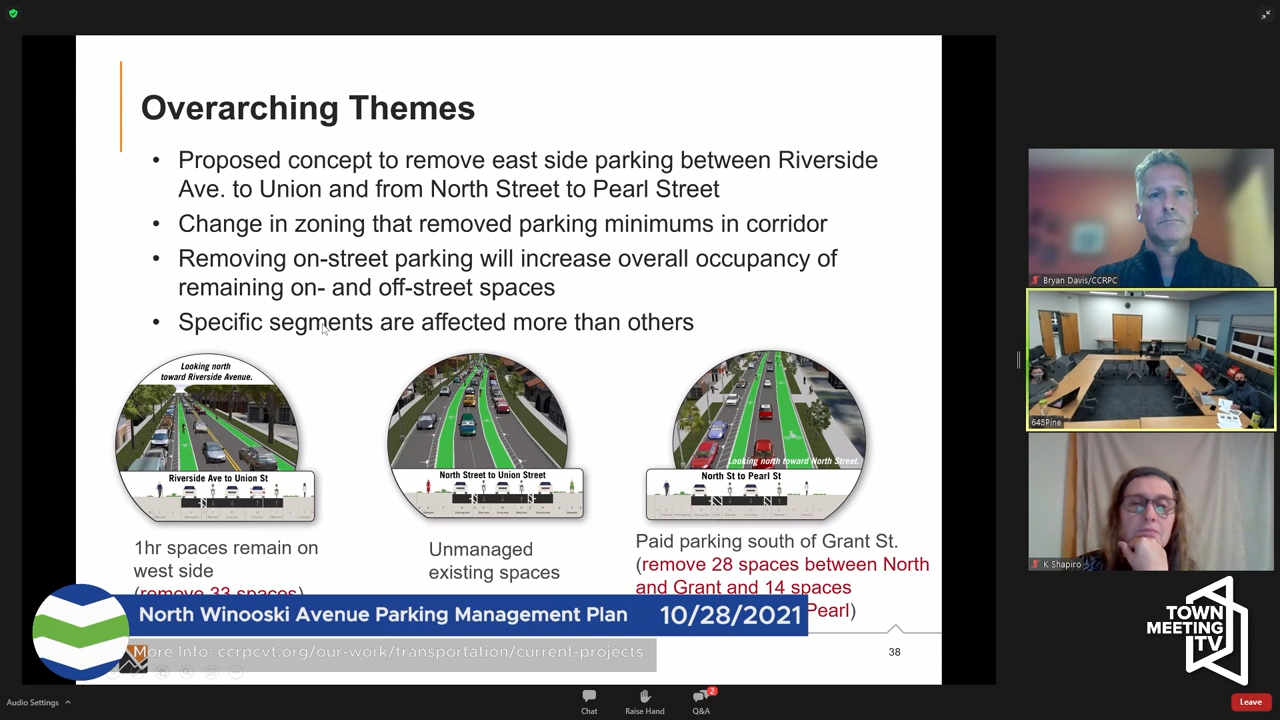 Overarching Themes
• Proposed concept to remove east side parking between Riverside
Ave. to Union and from North Street to Pearl Street
• Change in zoning that removed parking minimums in corridor
• Removing on-street parking will increase overall occupancy of
remaining on- and off-street spaces
• Specific segments are affected more than others
Looking north
toward Riverside Avenue.
Riverside Ave to Union St
North Street to Union Street
Looking north toward North Street.
North St to Pearl St
1hr spaces remain on
west side
(remove 33 spaces)
Unmanaged
existing spaces
Paid parking south of Grant St.
(remove 28 spaces between North
and Grant and 14 spaces
Pearl)
North Winooski Avenue Parking Management Plan 10/28/2021
More Info: ccrpcvt.org/our-work/transportation/current-projects
38
Bryan Davis/CCRPC
645Pine
K Shapiro
TOWN
MEETING
TV
Audio Settings
Chat
Raise Hand
Q&A
2
Leave